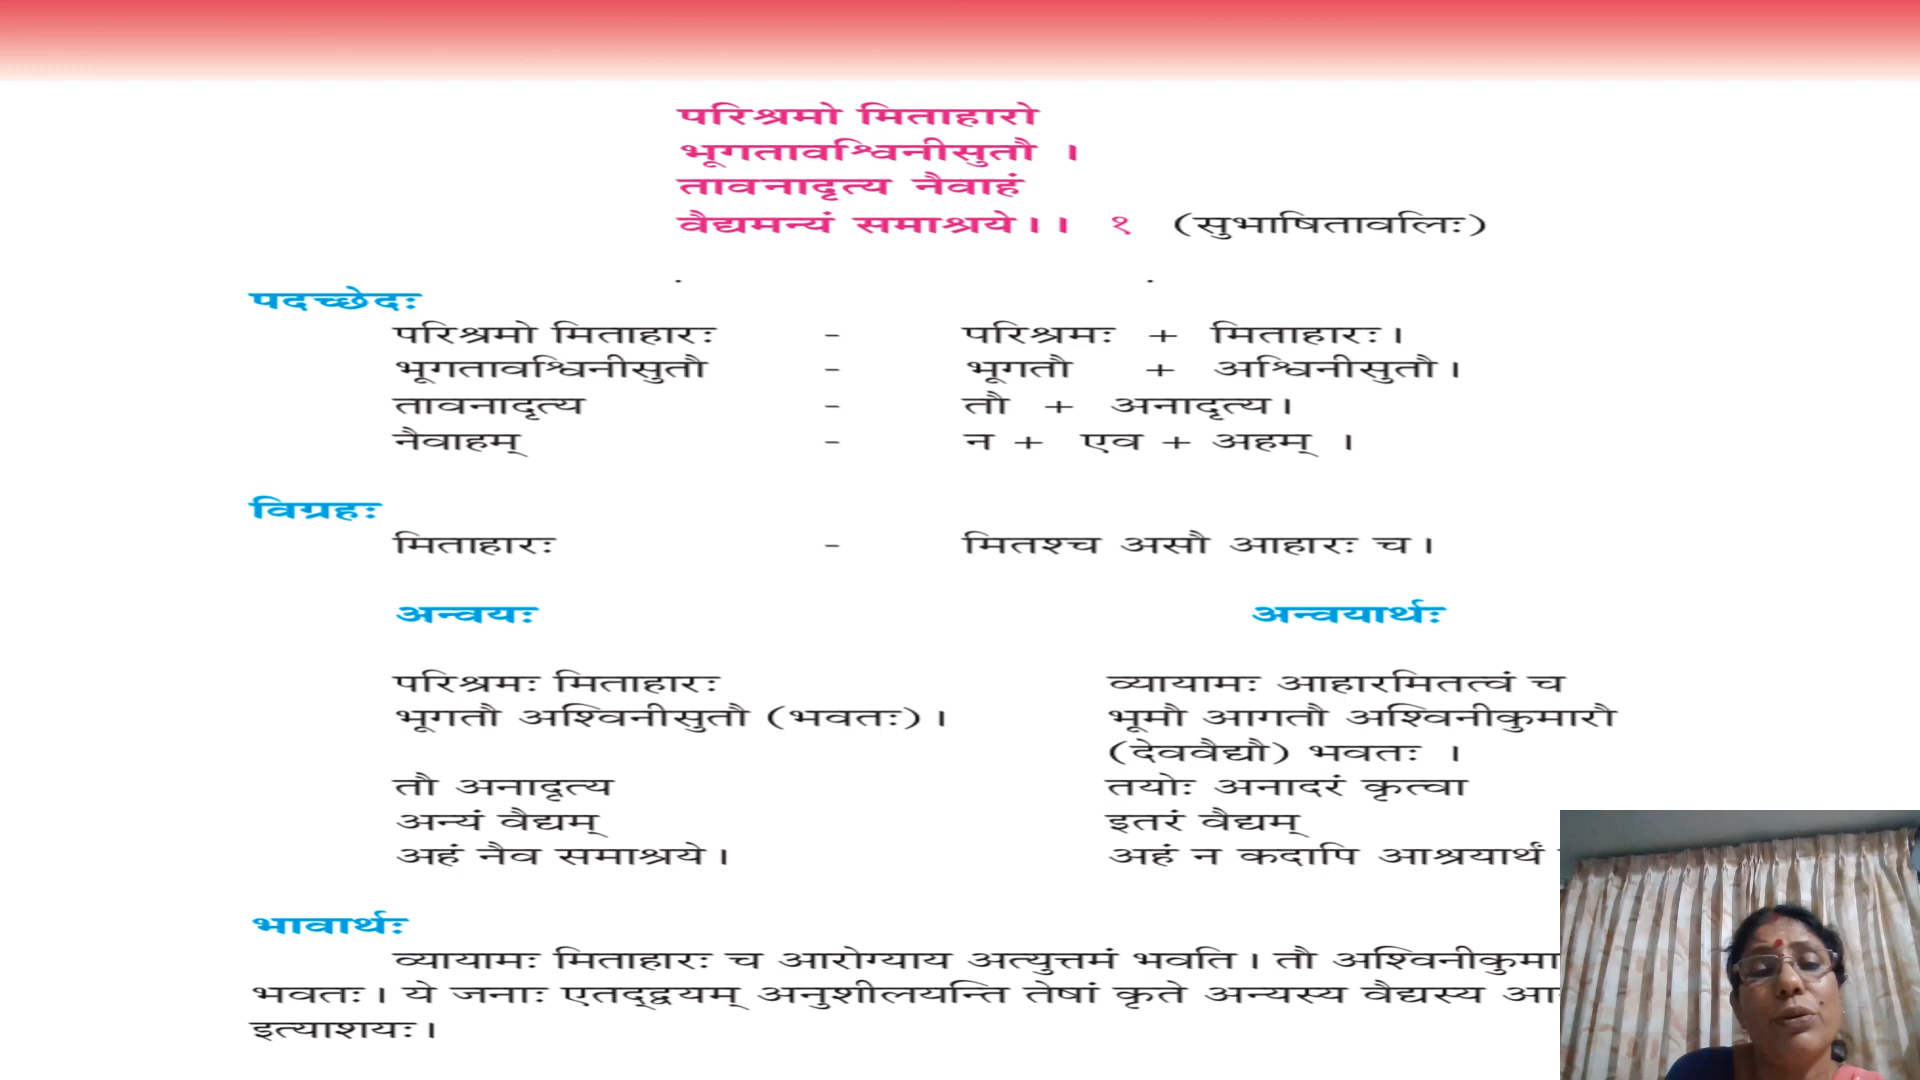 परिश्रमो मिताहारो
भूगतावश्विनीसुतौ ।
तावनादृत्य नैवाहं
वैद्यमन्यं समाश्रये।। १ (सुभाषितावलिः)
पदच्छेदः
परिश्रमो मिताहारः - परिश्रमः + मिताहारः।
भूगतावश्विनीसुतौ - भूगतौ + अश्विनीसुतौ।
तावनादृत्य - तौ + अनादृत्य।
नैवाहम् - न + एव + अहम् ।
विग्रहः
मिताहारः - मितश्च असौ आहारः च।
अन्वयः अन्वयार्थः
परिश्रमः मिताहारः व्यायामः आहारमितत्वं च
भूगतौ अश्विनीसुतौ (भवतः)। भूमौ आगतौ अश्विनीकुमारौ
(देववैद्यौ) भवतः ।
तौ अनादृत्य तयोः अनादरं कृत्वा
अन्यं वैद्यम् इतरं वैद्यम्
अहं नैव समाश्रये। अहं न कदापि आश्रयार्थं
भावार्थः
व्यायामः मिताहारः च आरोग्याय अत्युत्तमं भवति। तौ
भवतः। ये जनाः एतद्द्वयम् अनुशीलयन्ति तेषां कृते अन्यस्य वैद्यस्य
इत्याशयः।